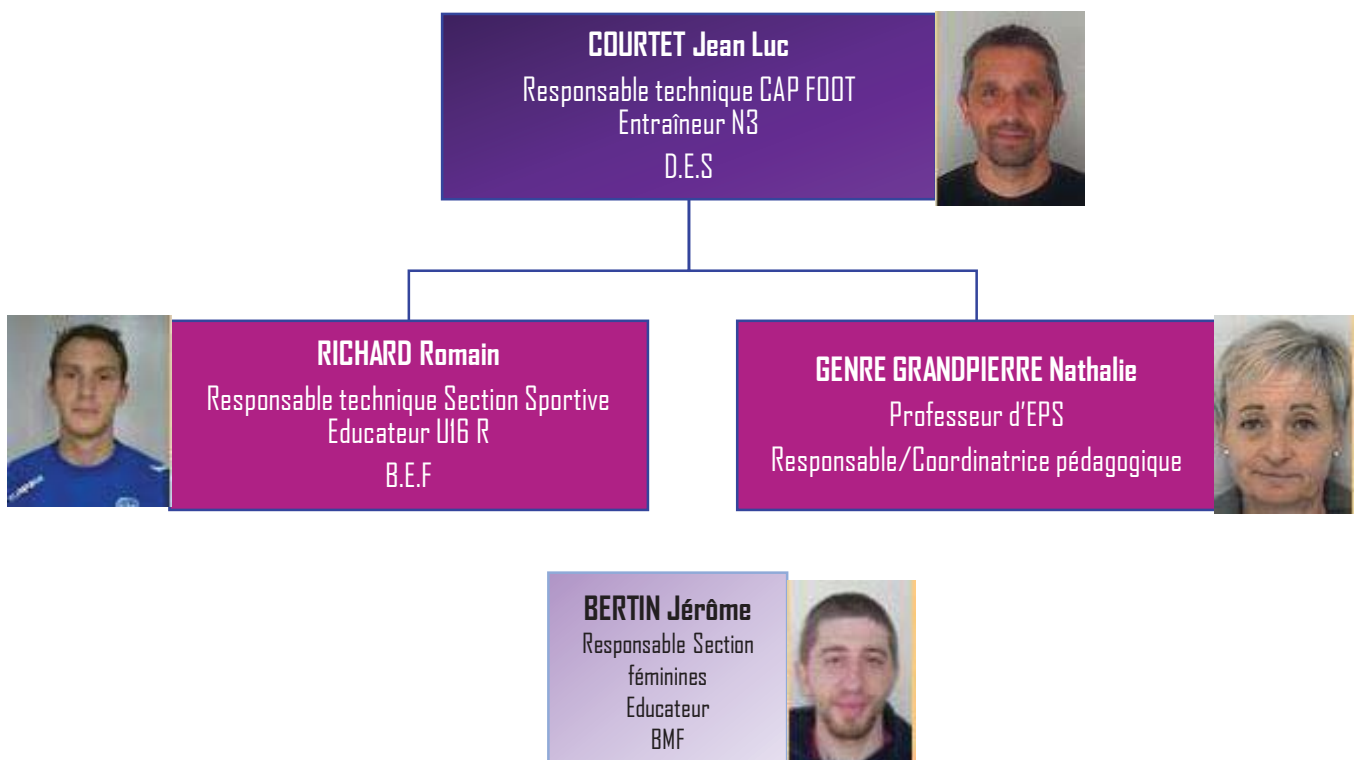 COURTET Jean Luc
Responsable technique CAP FOOT
Entraîneur N3
D.E.S
RICHARD Romain
Responsable technique Section Sportive
Educateur U16 R
B.E.F
GENRE GRANDPIERRE Nathalie
Professeur d'EPS
Responsable/Coordinatrice pédagogique
BERTIN Jérôme
Responsable Section
féminines
Educateur
BMF